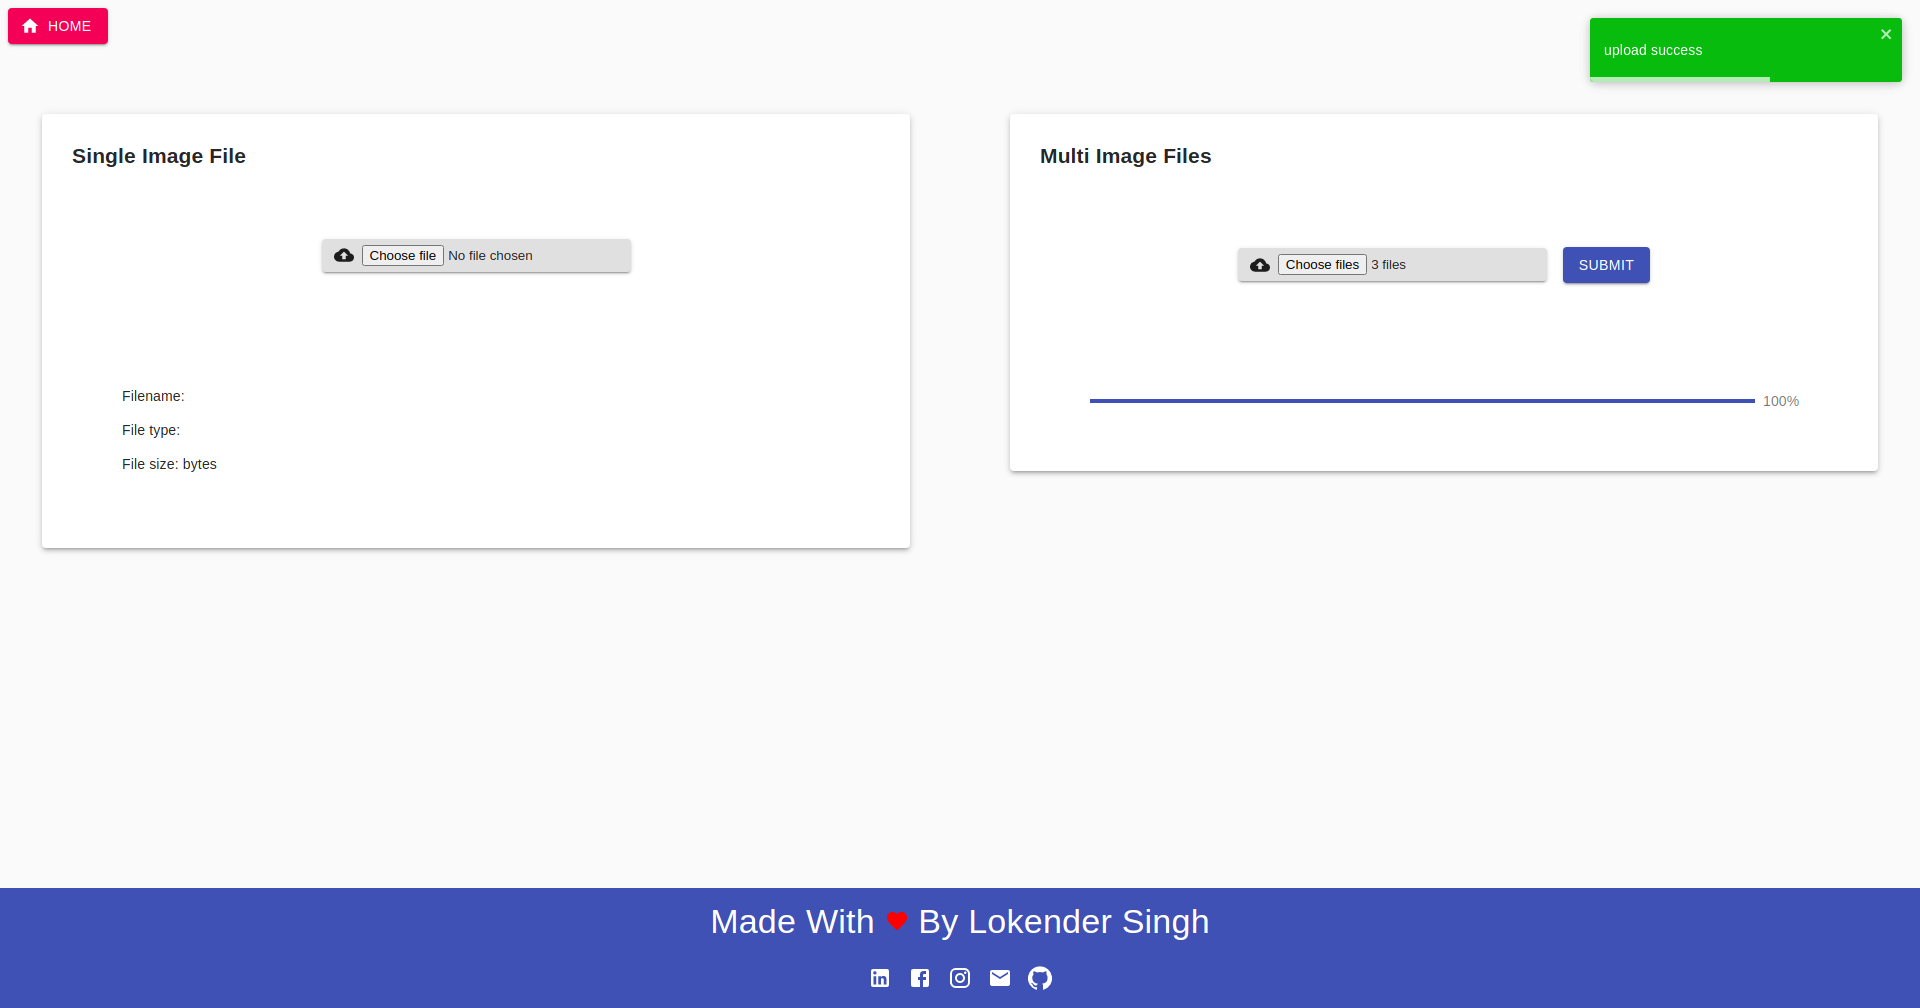 HOME
upload success
Single Image File
Choose file No file chosen
Filename:
File type:
File size: bytes
Multi Image Files
Choose files 3 files
SUBMIT
100%
Made With By Lokender Singh